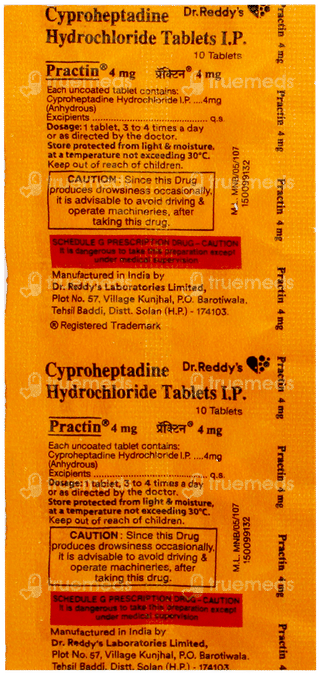 Cyproheptadine Dr.Reddy's
Hydrochloride Tablets I.P.
10 Tablets
Practin® 4 mg प्रॅक्टिन® 4 mg
Each uncoated tablet contains:
Cyproheptadine Hydrochloride I.P. ....4mg
(Anhydrous)
Excipients ........ q.s.
Dosage: 1 tablet, 3 to 4 times a day
or as directed by the doctor.
Store protected from light & moisture,
at a temperature not exceeding 30°C.
Keep out of reach of children.
CAUTION : Since this Drug
produces drowsiness occasionally,
it is advisable to avoid driving &
operate machineries, after
taking this drug.
M.L. MNB/05/107
150099132
SCHEDULE G PRESCRIPTION DRUG - CAUTION
It is dangerous to take this preparation except
under medical supervision
Manufactured in India by
Dr. Reddy's Laboratories Limited,
Plot No. 57, Village Kunjhal, P.O. Barotiwala,
Tehsil Baddi, Distt. Solan (H.P.) - 174103.
® Registered Trademark
Cyproheptadine Dr.Reddy's
Hydrochloride Tablets I.P.
10 Tablets
Practin® 4 mg प्रॅक्टिन® 4 mg
Each uncoated tablet contains:
Cyproheptadine Hydrochloride I.P. ....4mg
(Anhydrous)
Excipients ........ q.s.
Dosage: 1 tablet, 3 to 4 times a day
or as directed by the doctor.
Store protected from light & moisture,
at a temperature not exceeding 30°C.
Keep out of reach of children.
CAUTION : Since this Drug
produces drowsiness occasionally,
it is advisable to avoid driving &
operate machineries, after
taking this drug.
M.L. MNB/05/107
150099132
SCHEDULE G PRESCRIPTION DRUG - CAUTION
It is dangerous to take this preparation except
under medical supervision
Manufactured in India by
Dr. Reddy's Laboratories Limited,
Plot No. 57, Village Kunjhal, P.O. Barotiwala,
Tehsil Baddi, Distt. Solan (H.P.) - 174103
4 mg
Practin 4 mg
Practin 4 mg
Practin 4 mg
Practin 4 mg
Practin 4 mg
Practin 4 mg
truemeds